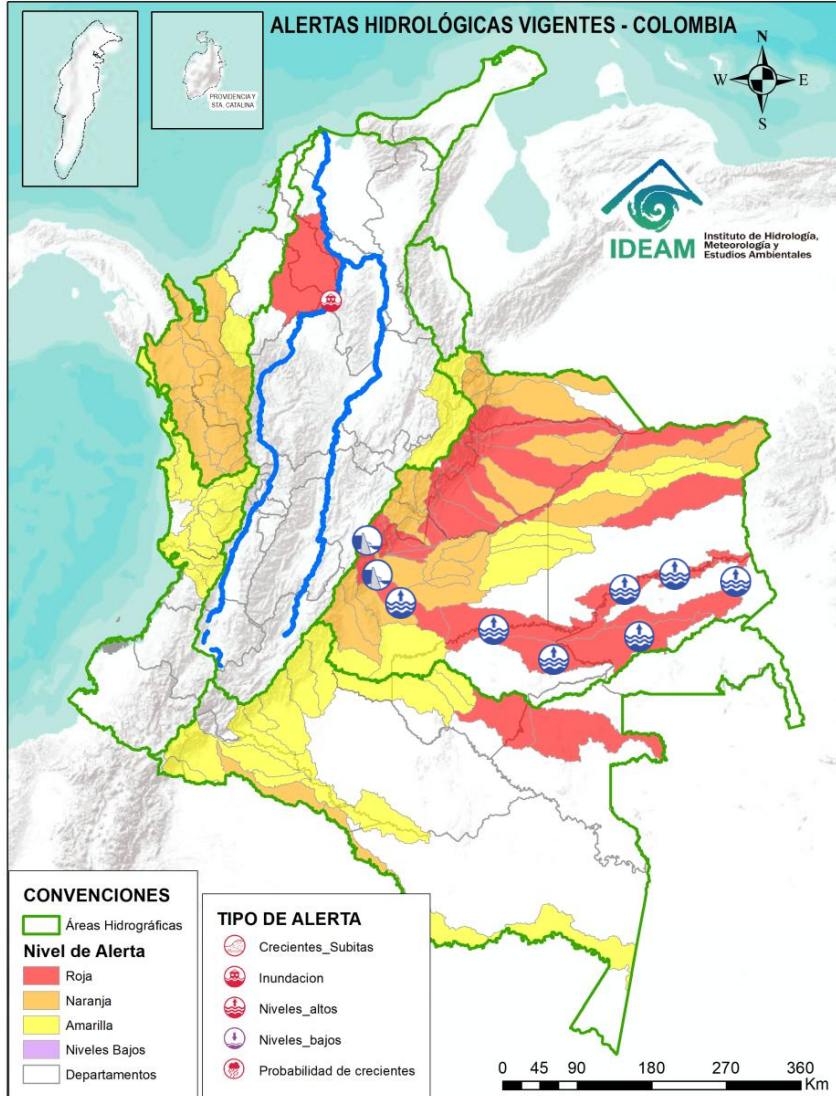 ALERTAS HIDROLÓGICAS VIGENTES - COLOMBIA
PROVIDENCIA Y
STA. CATALINA
N
W
E
S
IDEAM
Instituto de Hidrología,
Meteorología y
Estudios Ambientales
CONVENCIONES
Áreas Hidrográficas
Nivel de Alerta
Roja
Naranja
Amarilla
Niveles Bajos
Departamentos
TIPO DE ALERTA
Crecientes_Subitas
Inundacion
Niveles_altos
Niveles_bajos
Probabilidad de crecientes
0 45 90 180 270 360
Km